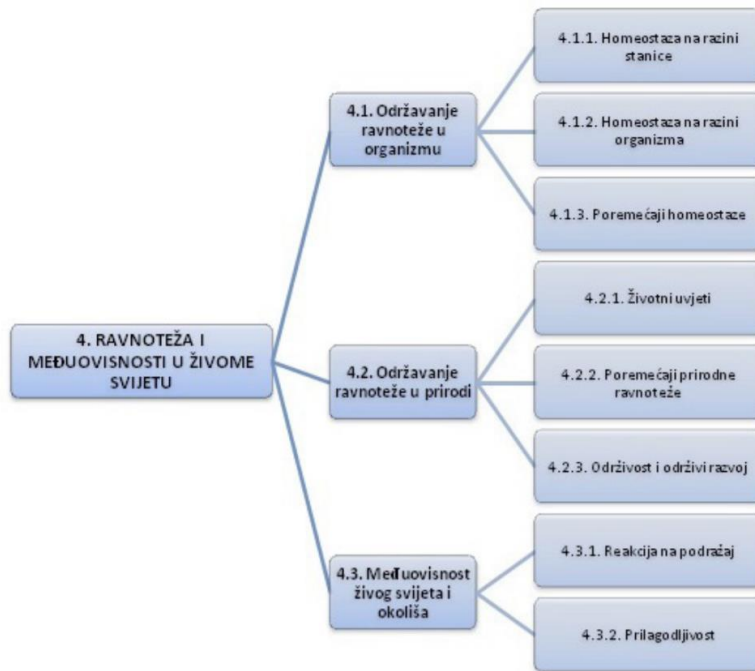 4. RAVNOTEŽA I
MEĐUOVISNOSTI U ŽIVOME
SVIJETU
4.1. Održavanje
ravnoteže u
organizmu
4.1.1. Homeostaza na razini
stanice
4.1.2. Homeostaza na razini
organizma
4.1.3. Poremećaji homeostaze
4.2. Održavanje
ravnoteže u prirodi
4.2.1. Životni uvjeti
4.2.2. Poremećaji prirodne
ravnoteže
4.2.3. Održivost i održivi razvoj
4.3. Međuovisnost
živog svijeta i
okoliša
4.3.1. Reakcija na podražaj
4.3.2. Prilagodljivost